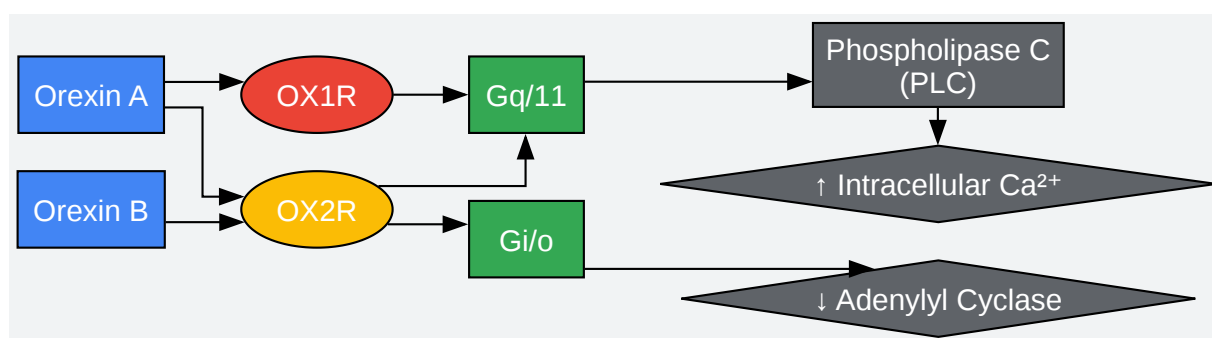 Orexin A
OX1R
Gq/11
Phospholipase C
(PLC)
↑ Intracellular Ca²⁺
Orexin B
OX2R
Gi/o
↓ Adenylyl Cyclase